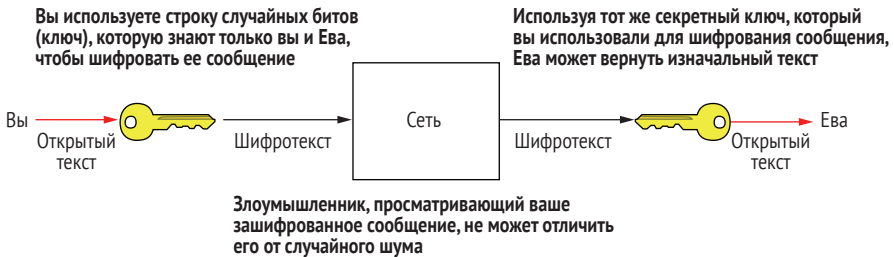 Вы используете строку случайных битов
(ключ), которую знают только вы и Ева,
чтобы шифровать ее сообщение
Используя тот же секретный ключ, который
вы использовали для шифрования сообщения,
Ева может вернуть изначальный текст
Вы
Открытый
текст
Шифротекст
Сеть
Шифротекст
Открытый
текст
Ева
Злоумышленник, просматривающий ваше
зашифрованное сообщение, не может отличить
его от случайного шума